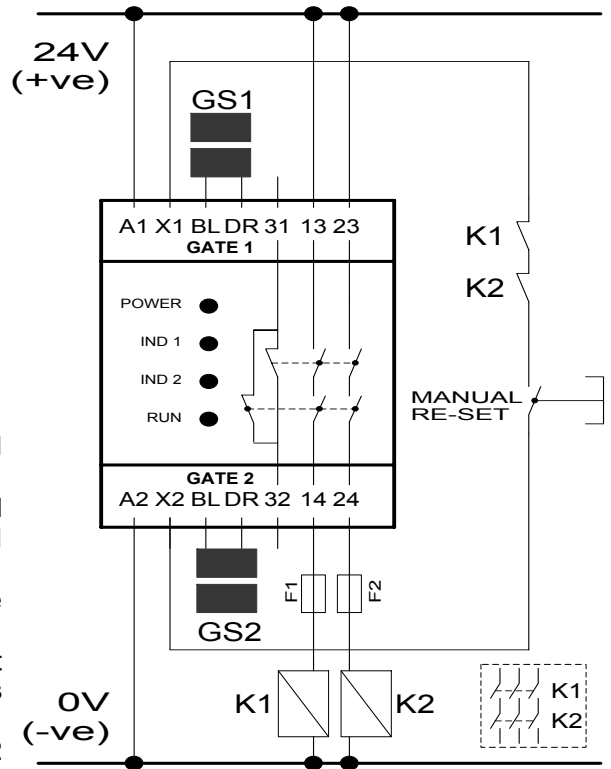 24V
(+ve)
GS1
A1 X1 BL DR 31 13 23
GATE 1
K1
K2
POWER
IND 1
IND 2
RUN
MANUAL
RE-SET
GATE 2
A2 X2 BL DR 32 14 24
F1
F2
GS2
0V
(-ve)
K1
K2
K1
K2